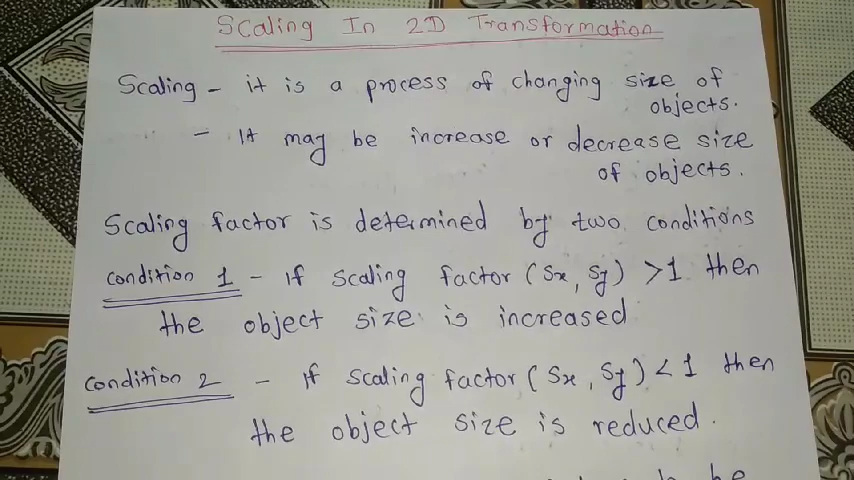 Scaling In 2D Transformation
Scaling - it is a process of changing size of
objects.
- It may be increase or decrease size
of objects.
Scaling factor is determined by two conditions
Condition 1 - if scaling factor (Sx, Sy) >1 then
the object size is increased
Condition 2 - if scaling factor (Sx, Sy) < 1 then
the object size is reduced.
be